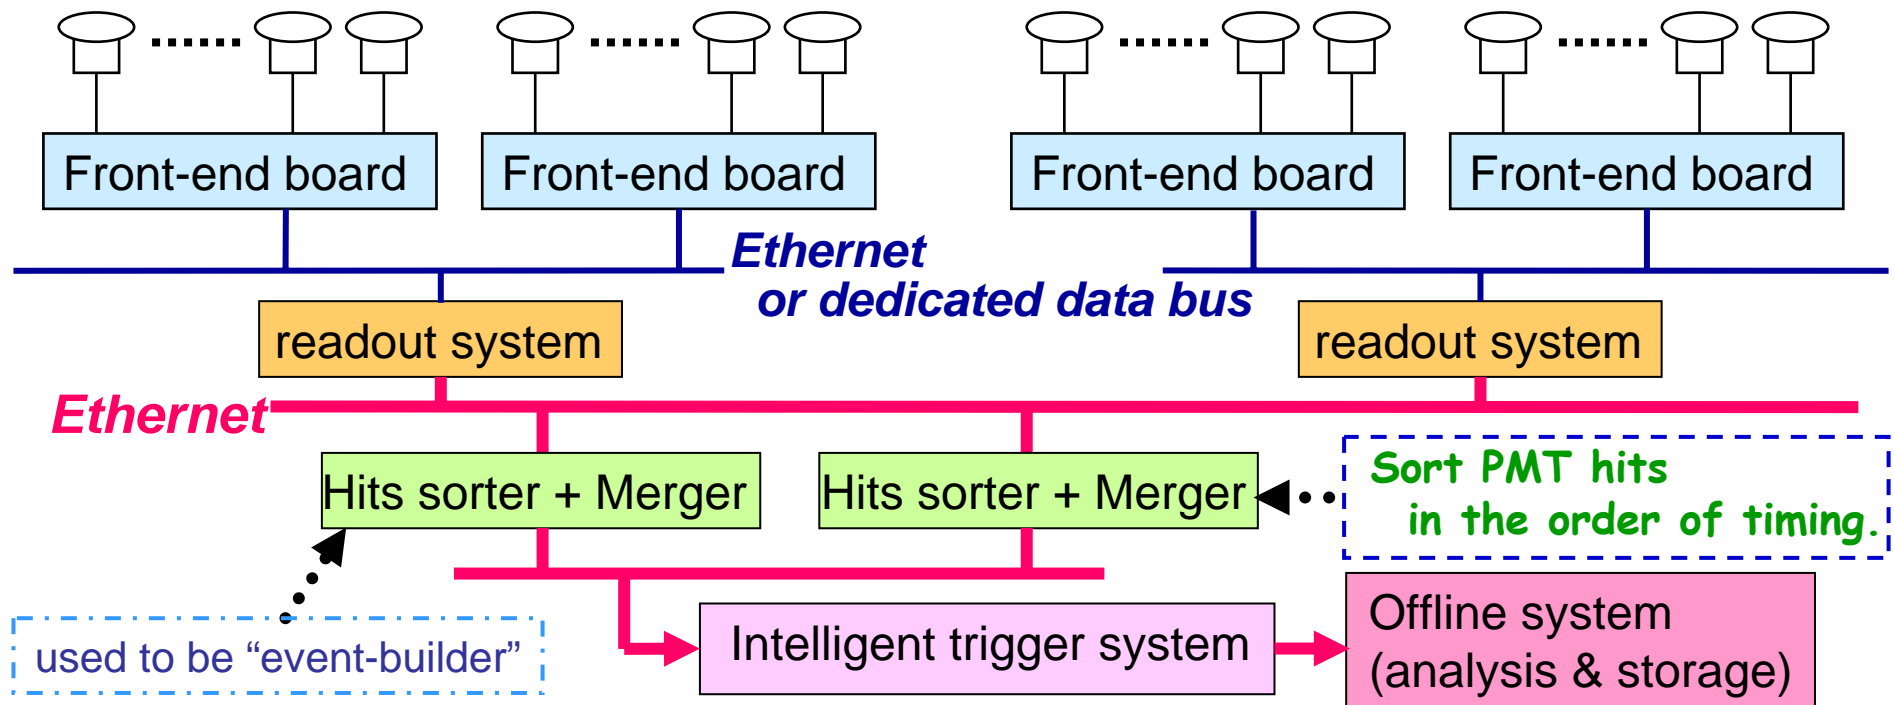 Front-end board
Front-end board
Front-end board
Front-end board
Ethernet
or dedicated data bus
readout system
readout system
Ethernet
Hits sorter + Merger
Hits sorter + Merger
Sort PMT hits
in the order of timing.
used to be “event-builder”
Intelligent trigger system
Offline system
(analysis & storage)